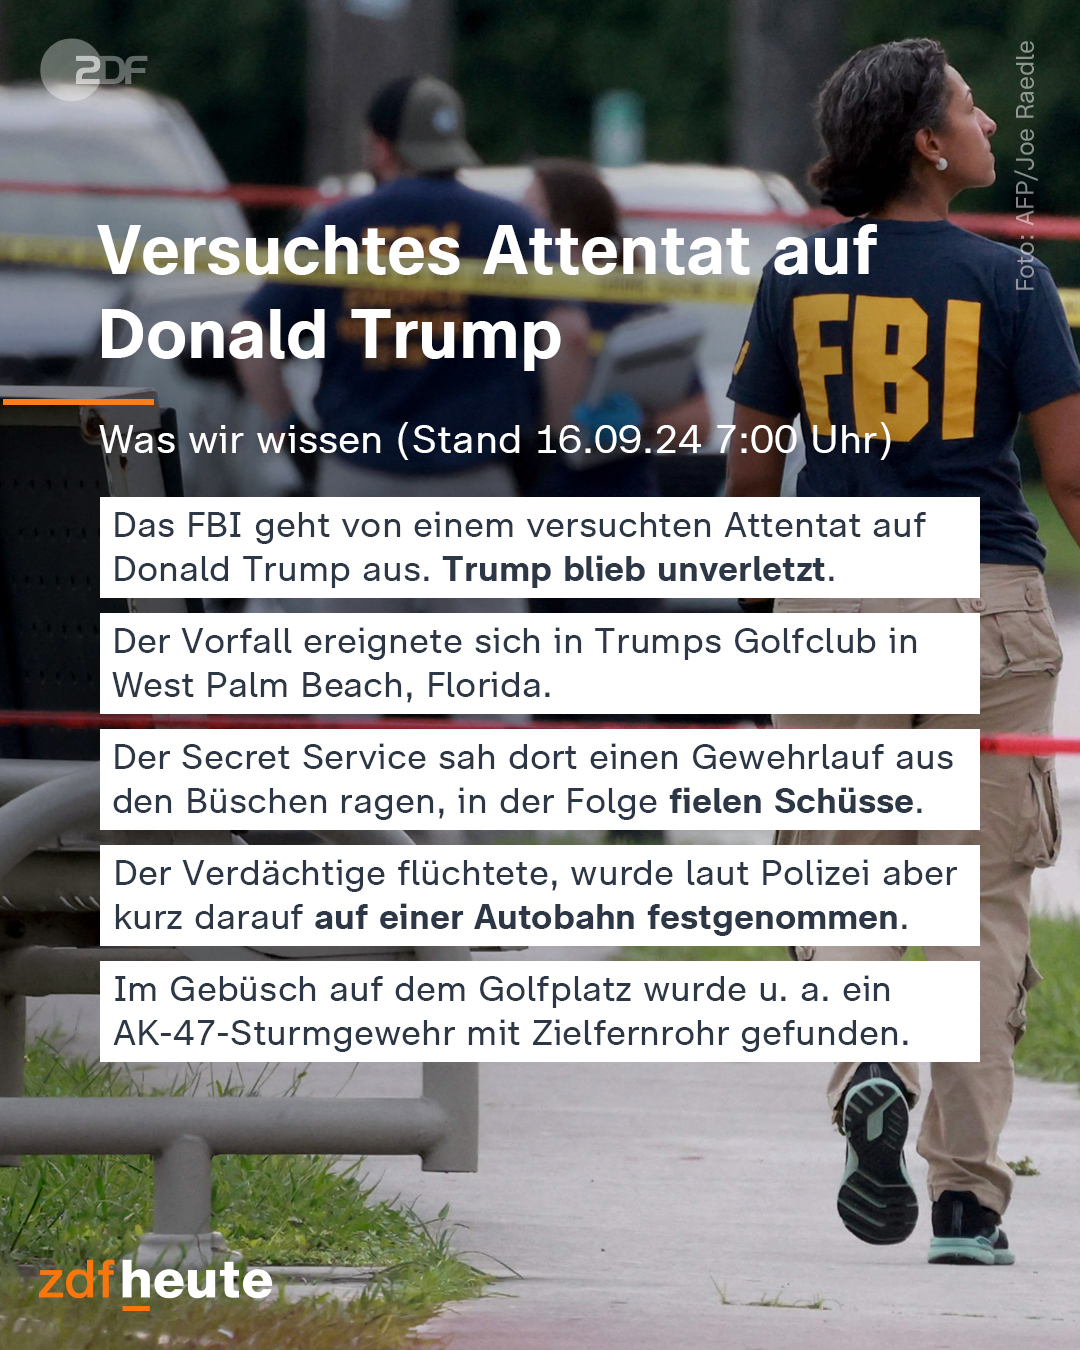 ZDF
Foto: AFP/Joe Raedle
Versuchtes Attentat auf
Donald Trump
FBI
Was wir wissen (Stand 16.09.24 7:00 Uhr)
Das FBI geht von einem versuchten Attentat auf
Donald Trump aus. Trump blieb unverletzt.
Der Vorfall ereignete sich in Trumps Golfclub in
West Palm Beach, Florida.
Der Secret Service sah dort einen Gewehrlauf aus
den Büschen ragen, in der Folge fielen Schüsse.
Der Verdächtige flüchtete, wurde laut Polizei aber
kurz darauf auf einer Autobahn festgenommen.
Im Gebüsch auf dem Golfplatz wurde u. a. ein
AK-47-Sturmgewehr mit Zielfernrohr gefunden.
zdfheute